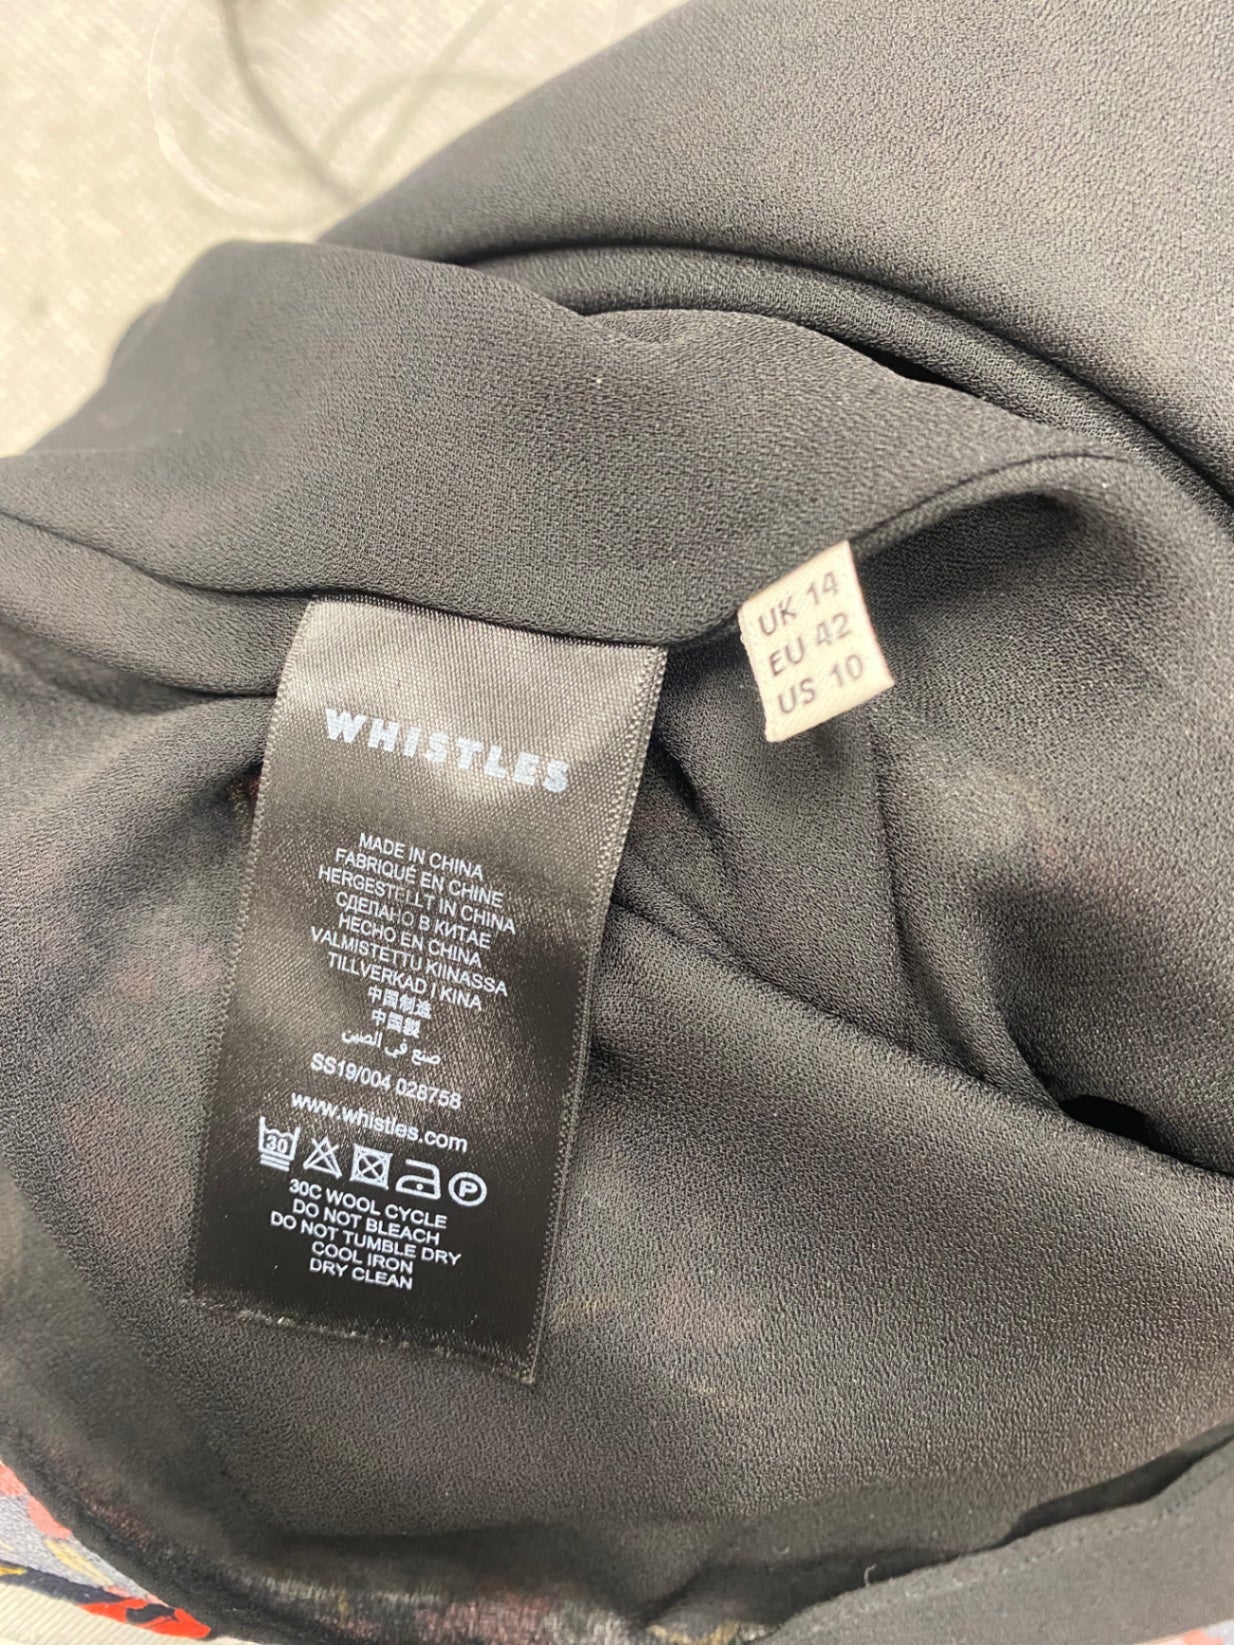 WHISTLES
MADE IN CHINA
FABRIQUÉ EN CHINE
HERGESTELLT IN CHINA
СДЕЛАНО В КИТАЕ
HECHO EN CHINA
VALMISTETTU KIINASSA
TILLVERKAD I KINA
中国制造
中國製
صنع في الصين
SS19/004 028758
www.whistles.com
30 P
30C WOOL CYCLE
DO NOT BLEACH
DO NOT TUMBLE DRY
COOL IRON
DRY CLEAN
UK 14
EU 42
US 10